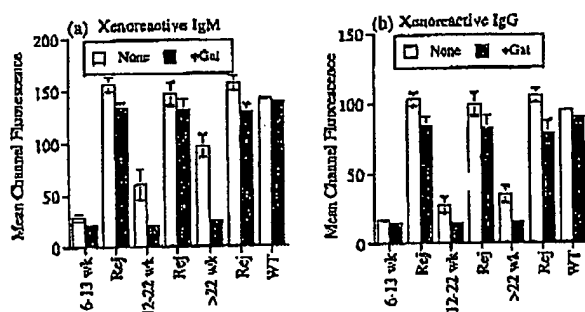 (a) Xenoreactive IgM
None +Gal
Mean Channel Fluorescence
200
150
100
50
0
6-13 wk
Rej
12-22 wk
Rej
>22 wk
Rej
WT
(b) Xenoreactive IgG
None +Gal
Mean Channel Fluorescence
150
100
50
0
6-13 wk
Rej
12-22 wk
Rej
>22 wk
Rej
WT